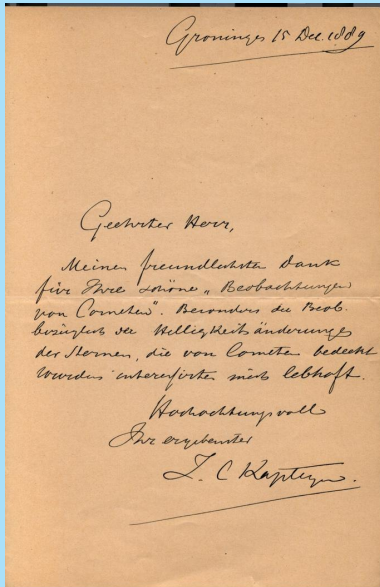 Groningen 15 Dec. 1889
Geehrter Herr,
Meinen freundlichsten Dank
für Ihre schöne „Beobachtungen
von Cometen". Besonders die Beob.
bezüglich der Helligkeitsänderungen
der Sternen, die von Cometen bedeckt
wurden interessirten mich lebhaft.
Hochachtungsvoll
Ihr ergebenster
J. C Kapteyn.